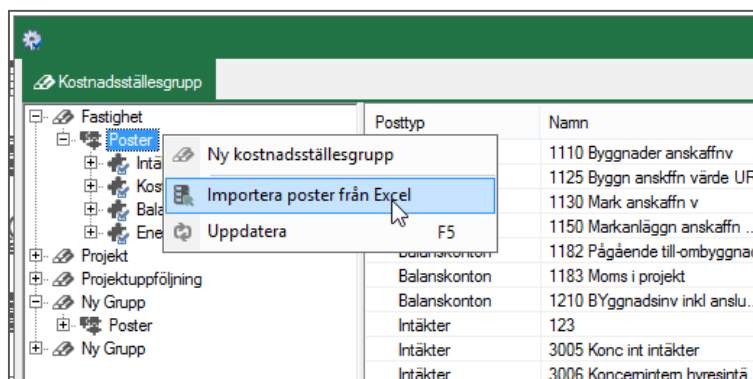 Kostnadsställesgrupp
Fastighet
Poster
Intä
Kos
Bala
Ene
Projekt
Projektuppföljning
Ny Grupp
Poster
Ny Grupp
Ny kostnadsställesgrupp
Importera poster från Excel
Uppdatera F5
Posttyp Namn
1110 Byggnader anskaffnv
1125 Byggn anskffn värde UF
1130 Mark anskaffn v
1150 Markanläggn anskaffn ...
Balanskonton 1182 Pågående till-ombyggnad
Balanskonton 1183 Moms i projekt
Balanskonton 1210 BYggnadsinv inkl anslu...
Intäkter 123
Intäkter 3005 Konc int intäkter
Intäkter 3006 Koncernintern hyresintä